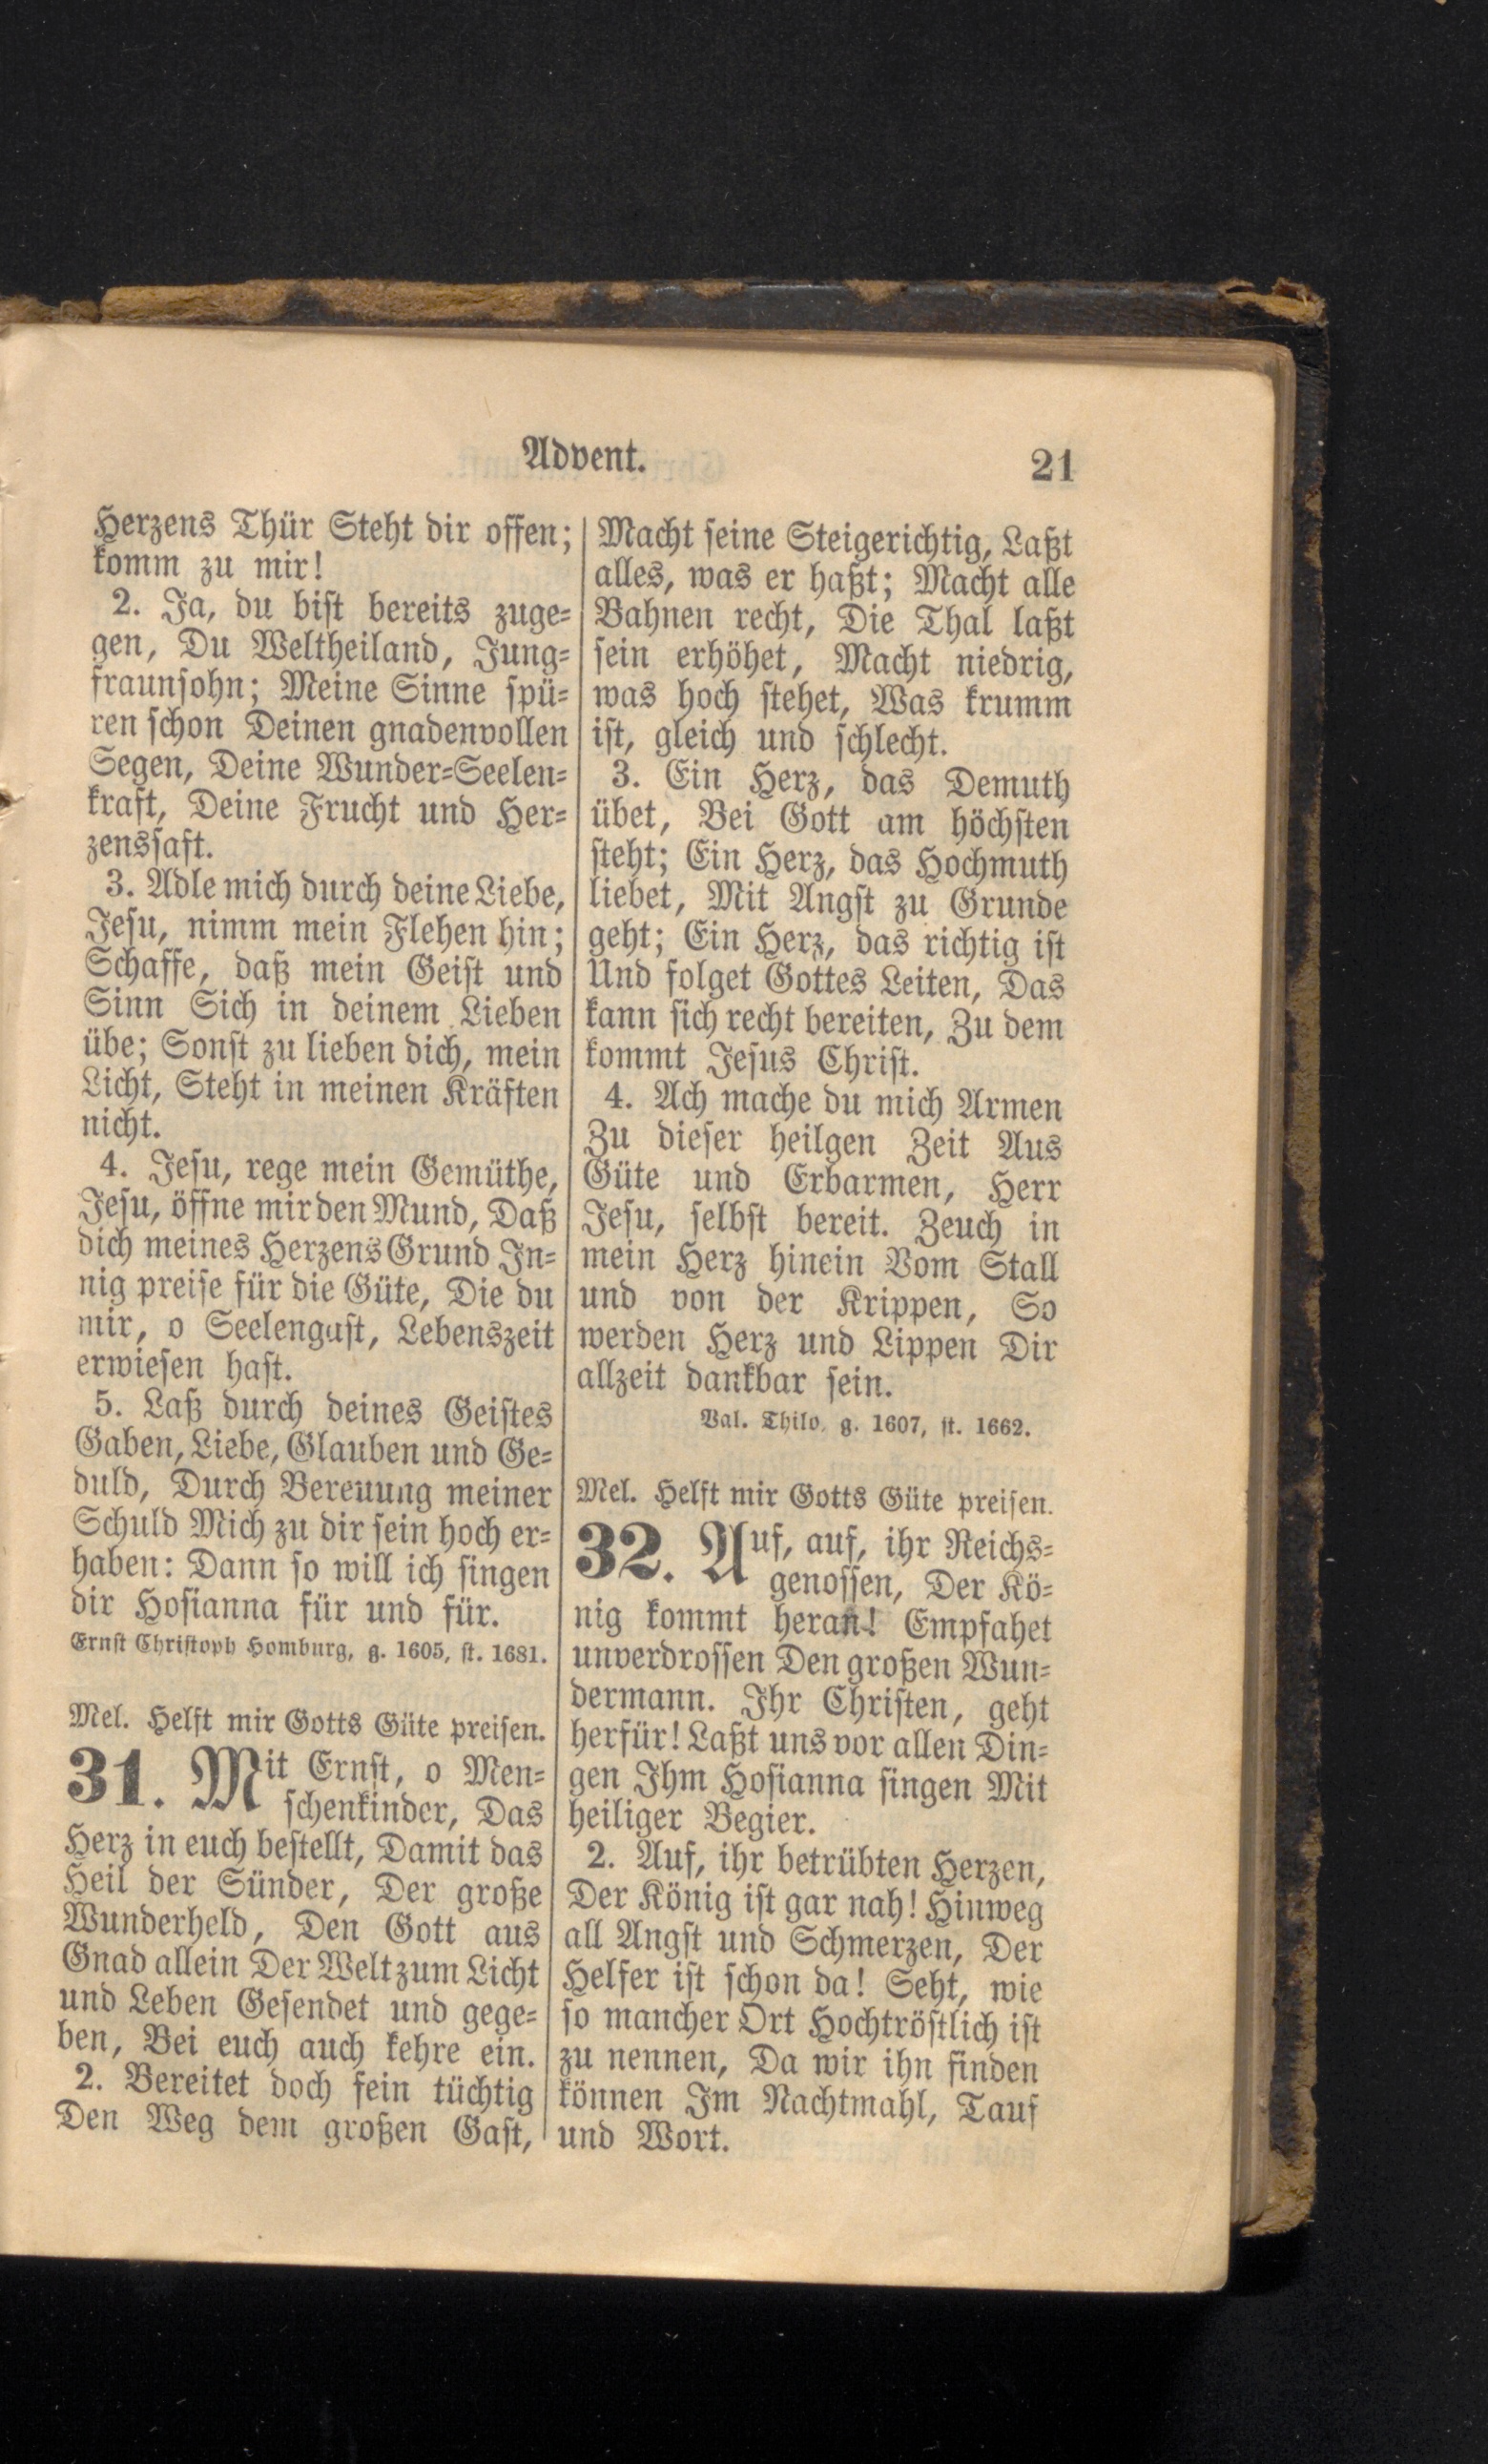 Advent. 21
Herzens Thür Steht dir offen;
komm zu mir!
2. Ja, du bist bereits zuge-
gen, Du Weltheiland, Jung-
fraunsohn; Meine Sinne spü-
ren schon Deinen gnadenvollen
Segen, Deine Wunder-Seelen-
kraft, Deine Frucht und Her-
zenssaft.
3. Adle mich durch deine Liebe,
Jesu, nimm mein Flehen hin;
Schaffe, daß mein Geist und
Sinn Sich in deinem Lieben
übe; Sonst zu lieben dich, mein
Licht, Steht in meinen Kräften
nicht.
4. Jesu, rege mein Gemüthe,
Jesu, öffne mir den Mund, Daß
dich meines Herzens Grund In-
nig preise für die Güte, Die du
mir, o Seelengast, Lebenszeit
erwiesen hast.
5. Laß durch deines Geistes
Gaben, Liebe, Glauben und Ge-
duld, Durch Bereuung meiner
Schuld Mich zu dir sein hoch er-
haben: Dann so will ich singen
dir Hosianna für und für.
Ernst Christoph Homburg, g. 1605, st. 1681.
Mel. Helft mir Gotts Güte preisen.
31. Mit Ernst, o Men-
schenkinder, Das
Herz in euch bestellt, Damit das
Heil der Sünder, Der große
Wunderheld, Den Gott aus
Gnad allein Der Welt zum Licht
und Leben Gesendet und gege-
ben, Bei euch auch kehre ein.
2. Bereitet doch fein tüchtig
Den Weg dem großen Gast,
Macht seine Steige richtig, Laßt
alles, was er haßt; Macht alle
Bahnen recht, Die Thal laßt
sein erhöhet, Macht niedrig,
was hoch stehet, Was krumm
ist, gleich und schlecht.
3. Ein Herz, das Demuth
übet, Bei Gott am höchsten
steht; Ein Herz, das Hochmuth
liebet, Mit Angst zu Grunde
geht; Ein Herz, das richtig ist
Und folget Gottes Leiten, Das
kann sich recht bereiten, Zu dem
kommt Jesus Christ.
4. Ach mache du mich Armen
Zu dieser heilgen Zeit Aus
Güte und Erbarmen, Herr
Jesu, selbst bereit. Zeuch in
mein Herz hinein Vom Stall
und von der Krippen, So
werden Herz und Lippen Dir
allzeit dankbar sein.
Val. Thilo, g. 1607, st. 1662.
Mel. Helft mir Gotts Güte preisen.
32. Auf, auf, ihr Reichs-
genossen, Der Kö-
nig kommt heran! Empfahet
unverdrossen Den großen Wun-
dermann. Ihr Christen, geht
herfür! Laßt uns vor allen Din-
gen Ihm Hosianna singen Mit
heiliger Begier.
2. Auf, ihr betrübten Herzen,
Der König ist gar nah! Hinweg
all Angst und Schmerzen, Der
Helfer ist schon da! Seht, wie
so mancher Ort Hochtröstlich ist
zu nennen, Da wir ihn finden
können Im Nachtmahl, Tauf
und Wort.